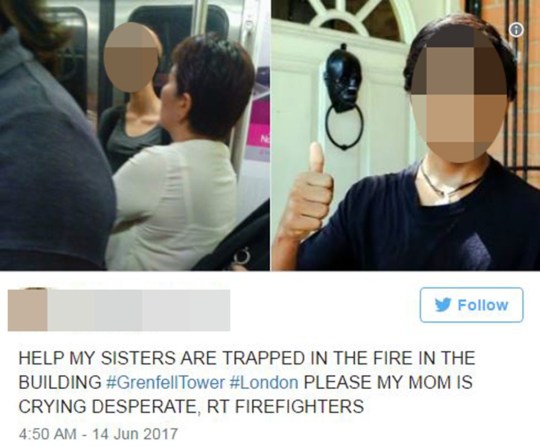 No
Follow
HELP MY SISTERS ARE TRAPPED IN THE FIRE IN THE
BUILDING #GrenfellTower #London PLEASE MY MOM IS
CRYING DESPERATE, RT FIREFIGHTERS
4:50 AM - 14 Jun 2017